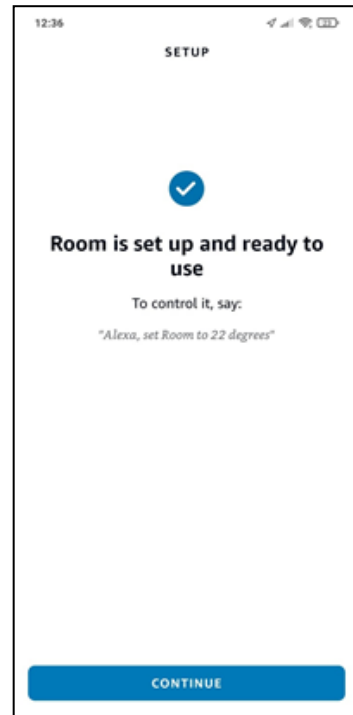 12:36
SETUP
Room is set up and ready to
use
To control it, say:
"Alexa, set Room to 22 degrees"
CONTINUE